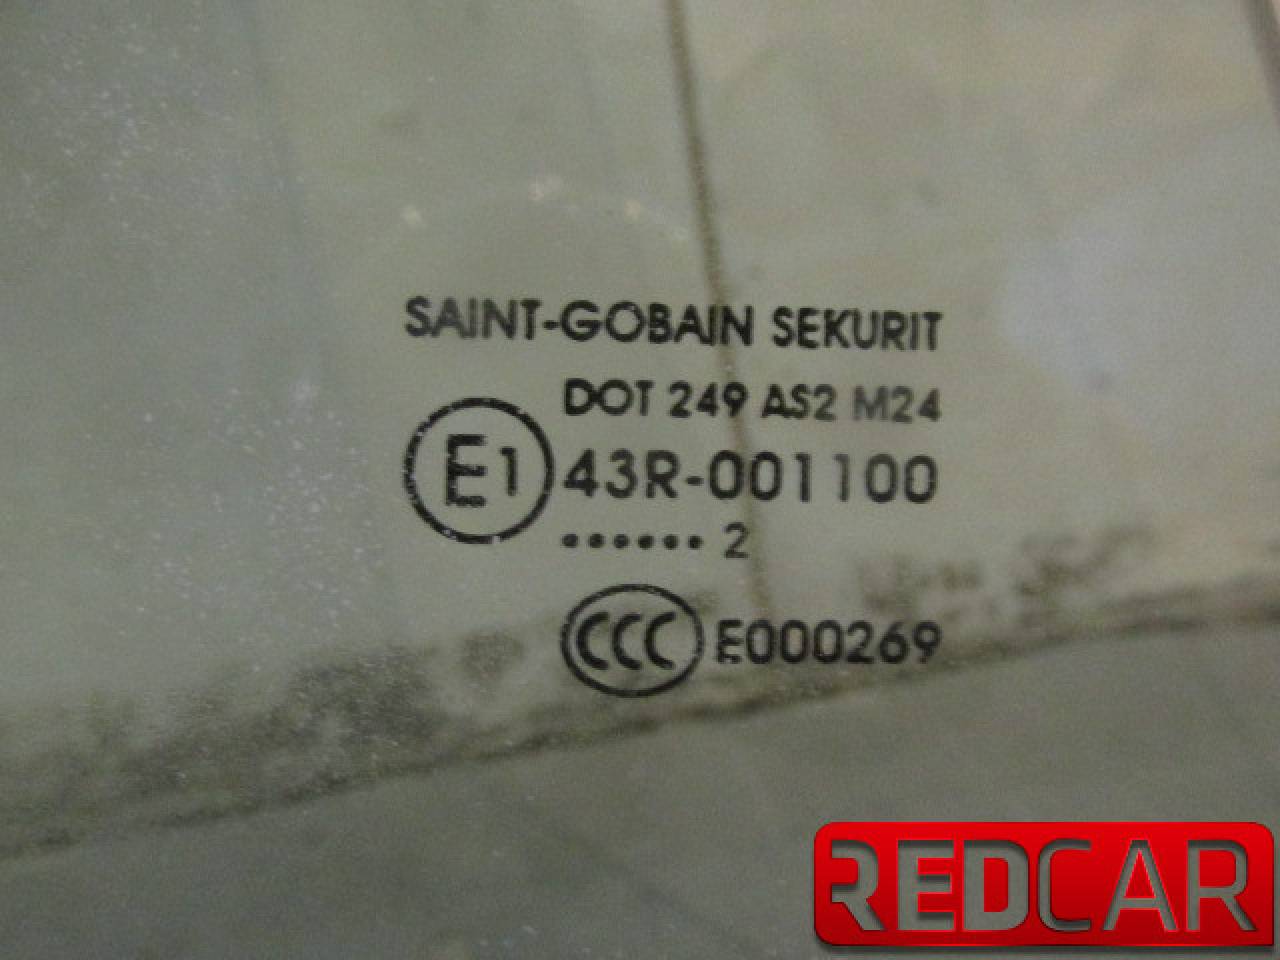 SAINT-GOBAIN SEKURIT
DOT 249 AS2 M24
E1 43R-001100
•••••• 2
CCC E000269
REDCAR